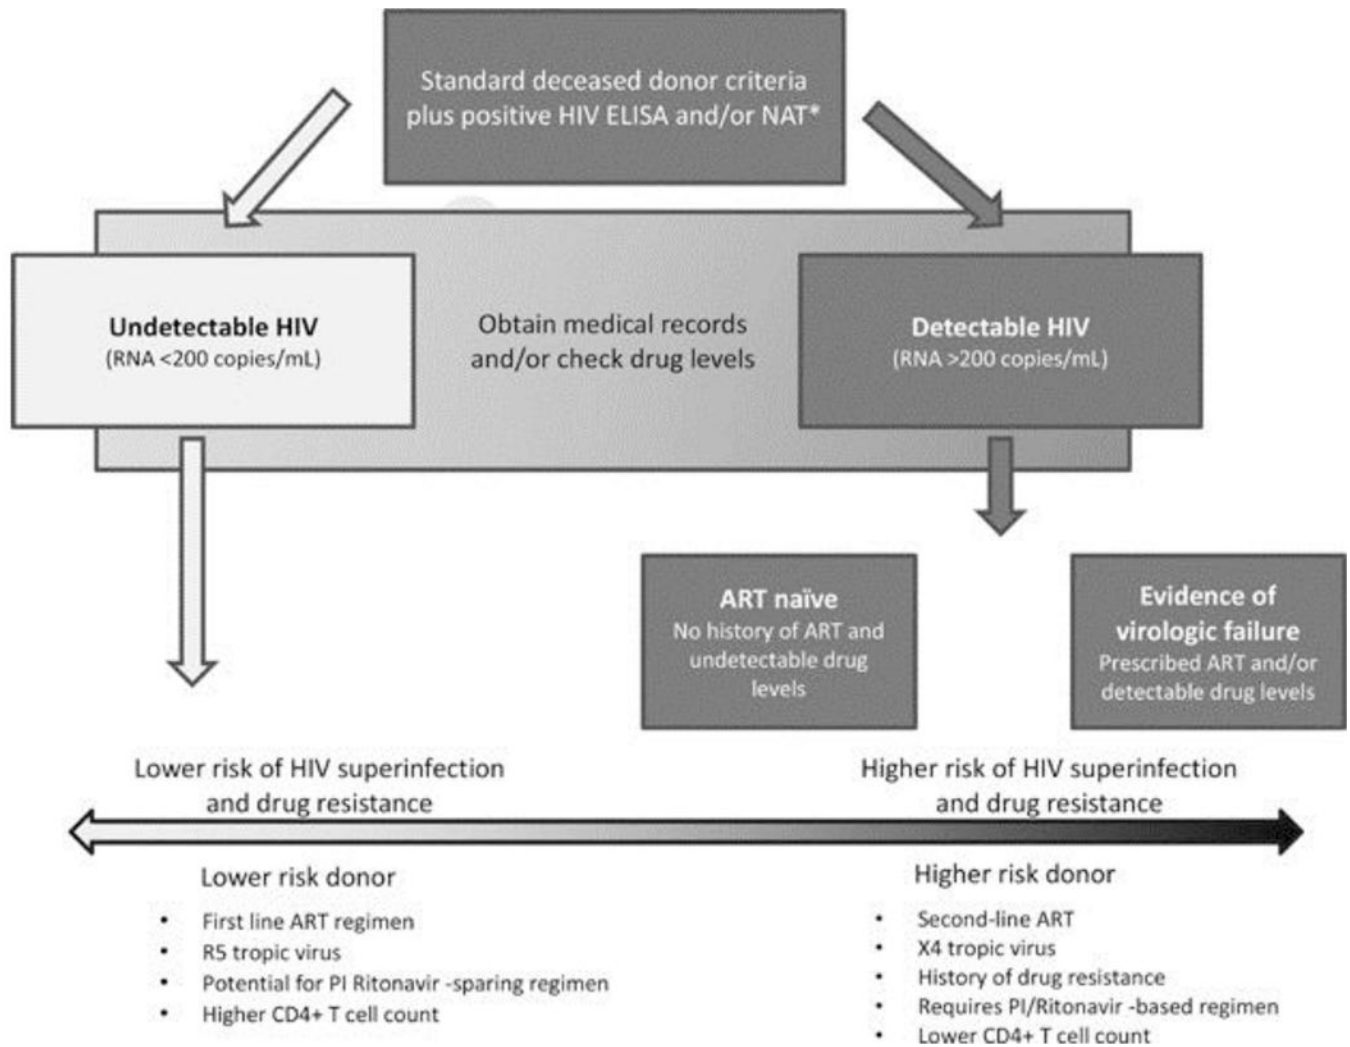 Standard deceased donor criteria
plus positive HIV ELISA and/or NAT*
Undetectable HIV
(RNA <200 copies/mL)
Obtain medical records
and/or check drug levels
Detectable HIV
(RNA >200 copies/mL)
ART naïve
No history of ART and
undetectable drug
levels
Evidence of
virologic failure
Prescribed ART and/or
detectable drug levels
Lower risk of HIV superinfection
and drug resistance
Higher risk of HIV superinfection
and drug resistance
Lower risk donor
• First line ART regimen
• R5 tropic virus
• Potential for PI Ritonavir -sparing regimen
• Higher CD4+ T cell count
Higher risk donor
• Second-line ART
• X4 tropic virus
• History of drug resistance
• Requires PI/Ritonavir -based regimen
• Lower CD4+ T cell count